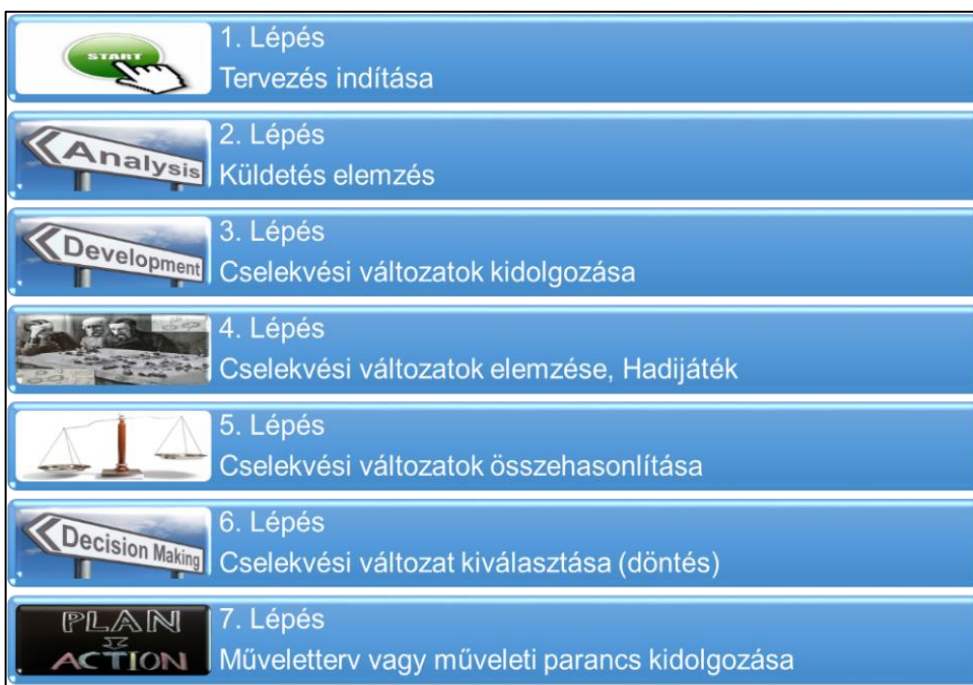 START
1. Lépés
Tervezés indítása
Analysis
2. Lépés
Küldetés elemzés
Development
3. Lépés
Cselekvési változatok kidolgozása
4. Lépés
Cselekvési változatok elemzése, Hadijáték
5. Lépés
Cselekvési változatok összehasonlítása
Decision Making
6. Lépés
Cselekvési változat kiválasztása (döntés)
PLAN
ACTION
7. Lépés
Műveletterv vagy műveleti parancs kidolgozása